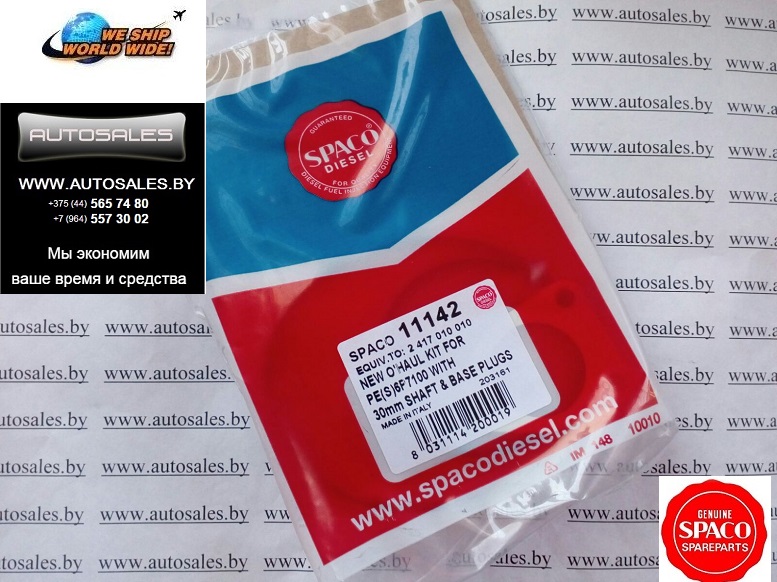 WE SHIP
WORLD WIDE!
AUTOSALES
WWW.AUTOSALES.BY
+375 (44) 565 74 80
+7 (964) 557 30 02
Мы экономим
ваше время и средства
GUARANTEED
SPACO®
DIESEL
SPACO 11142
EQUIV.TO: 2 417 010 010
NEW O'HAUL KIT FOR
PE(S)6P7100 WITH
30mm SHAFT & BASE PLUGS
MADE IN ITALY
203161
8 031114 200019
www.spacodiesel.com
IM 148 10010
GENUINE
SPACO
SPAREPARTS
www.autosales.by